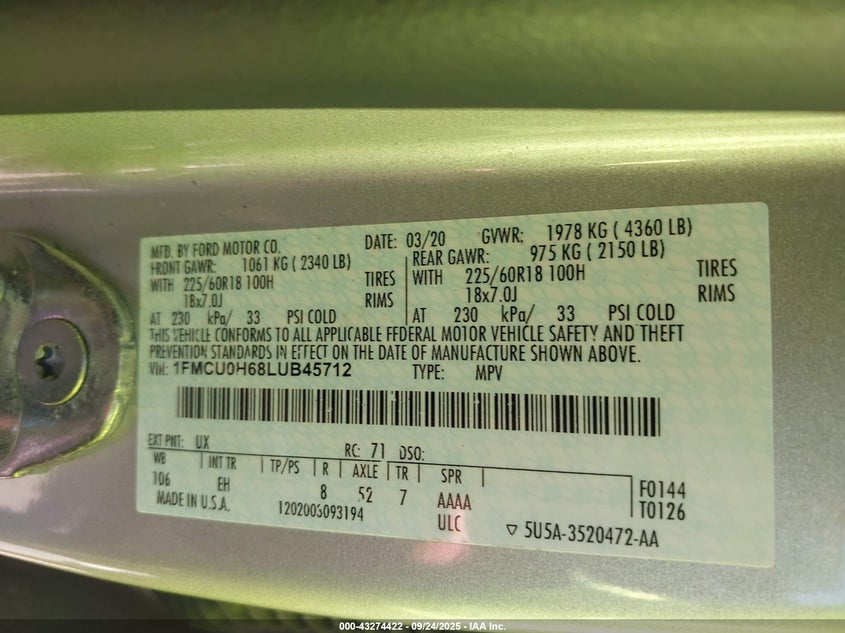 MFD. BY FORD MOTOR CO. DATE: 03/20 GVWR: 1978 KG ( 4360 LB)
FRONT GAWR: 1061 KG ( 2340 LB) REAR GAWR: 975 KG ( 2150 LB)
WITH 225/60R18 100H TIRES WITH 225/60R18 100H TIRES
18x7.0J RIMS 18x7.0J RIMS
AT 230 kPa/ 33 PSI COLD AT 230 kPa/ 33 PSI COLD
THIS VEHICLE CONFORMS TO ALL APPLICABLE FEDERAL MOTOR VEHICLE SAFETY AND THEFT
PREVENTION STANDARDS IN EFFECT ON THE DATE OF MANUFACTURE SHOWN ABOVE.
VIN: 1FMCU0H68LUB45712 TYPE: MPV
EXT PNT: UX RC: 71 DSO:
WB INT TR TP/PS R AXLE TR SPR
106 EH 8 52 7 AAAA F0144
MADE IN U.S.A. 1202006093194 ULC T0126
5U5A-3520472-AA
000-43274422 - 09/24/2025 - IAA Inc.